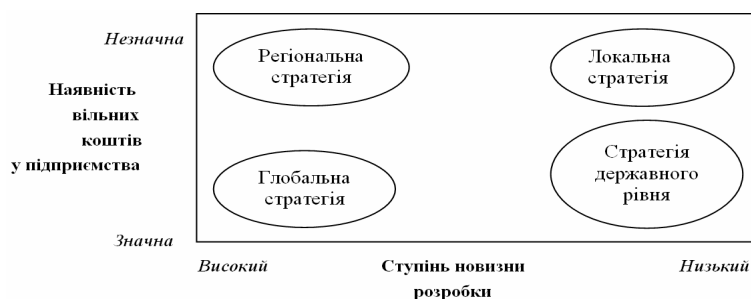 Незначна
Регіональна
стратегія
Локальна
стратегія
Наявність
вільних
коштів
у підприємства
Глобальна
стратегія
Стратегія
державного
рівня
Значна
Високий
Ступінь новизни
розробки
Низький